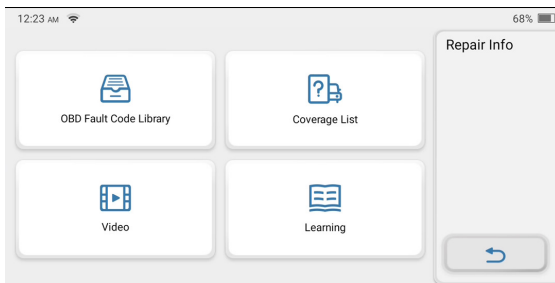 12:23 AM
68%
Repair Info
OBD Fault Code Library
Coverage List
Video
Learning